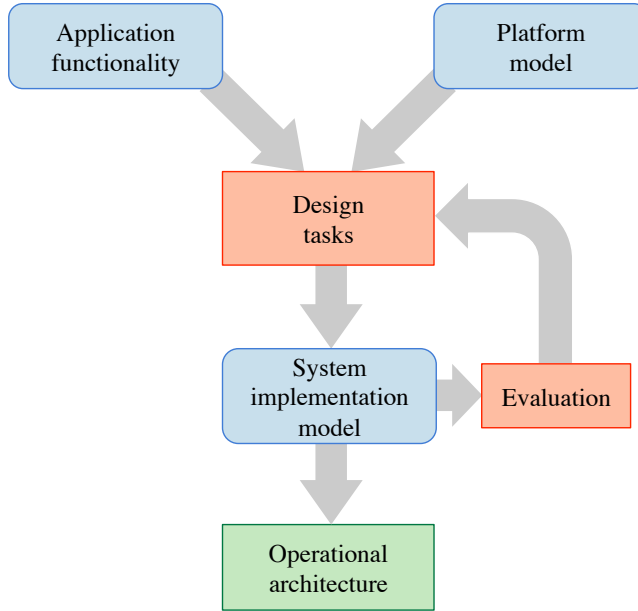 Application
functionality
Platform
model
Design
tasks
System
implementation
model
Evaluation
Operational
architecture